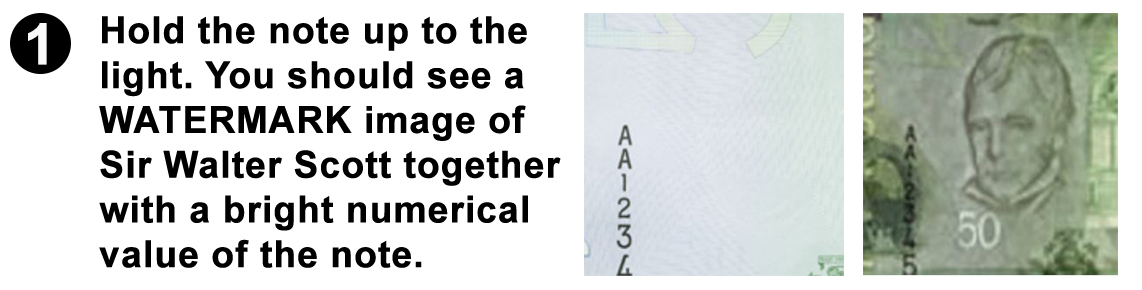 1
Hold the note up to the
light. You should see a
WATERMARK image of
Sir Walter Scott together
with a bright numerical
value of the note.
A
A
1
2
3
4
A
A
1
2
3
4
5
50